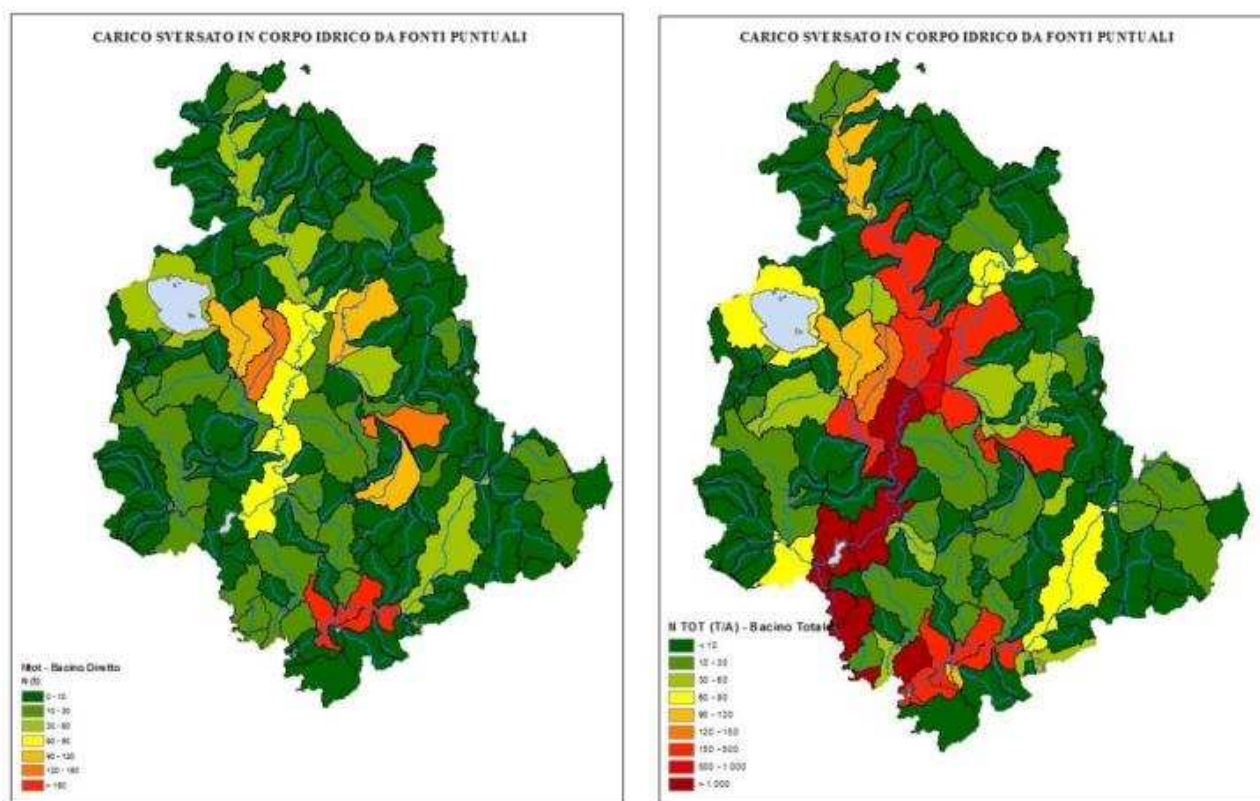 CARICO SVERSATO IN CORPO IDRICO DA FONTI PUNTUALI
Ntot - Bacino Diretto
N (t)
0 - 10
10 - 30
30 - 60
60 - 90
90 - 120
120 - 150
> 150
CARICO SVERSATO IN CORPO IDRICO DA FONTI PUNTUALI
N TOT (T/A) - Bacino Totale
< 10
10 - 30
30 - 60
60 - 90
90 - 120
120 - 150
150 - 500
500 - 1.000
> 1.000